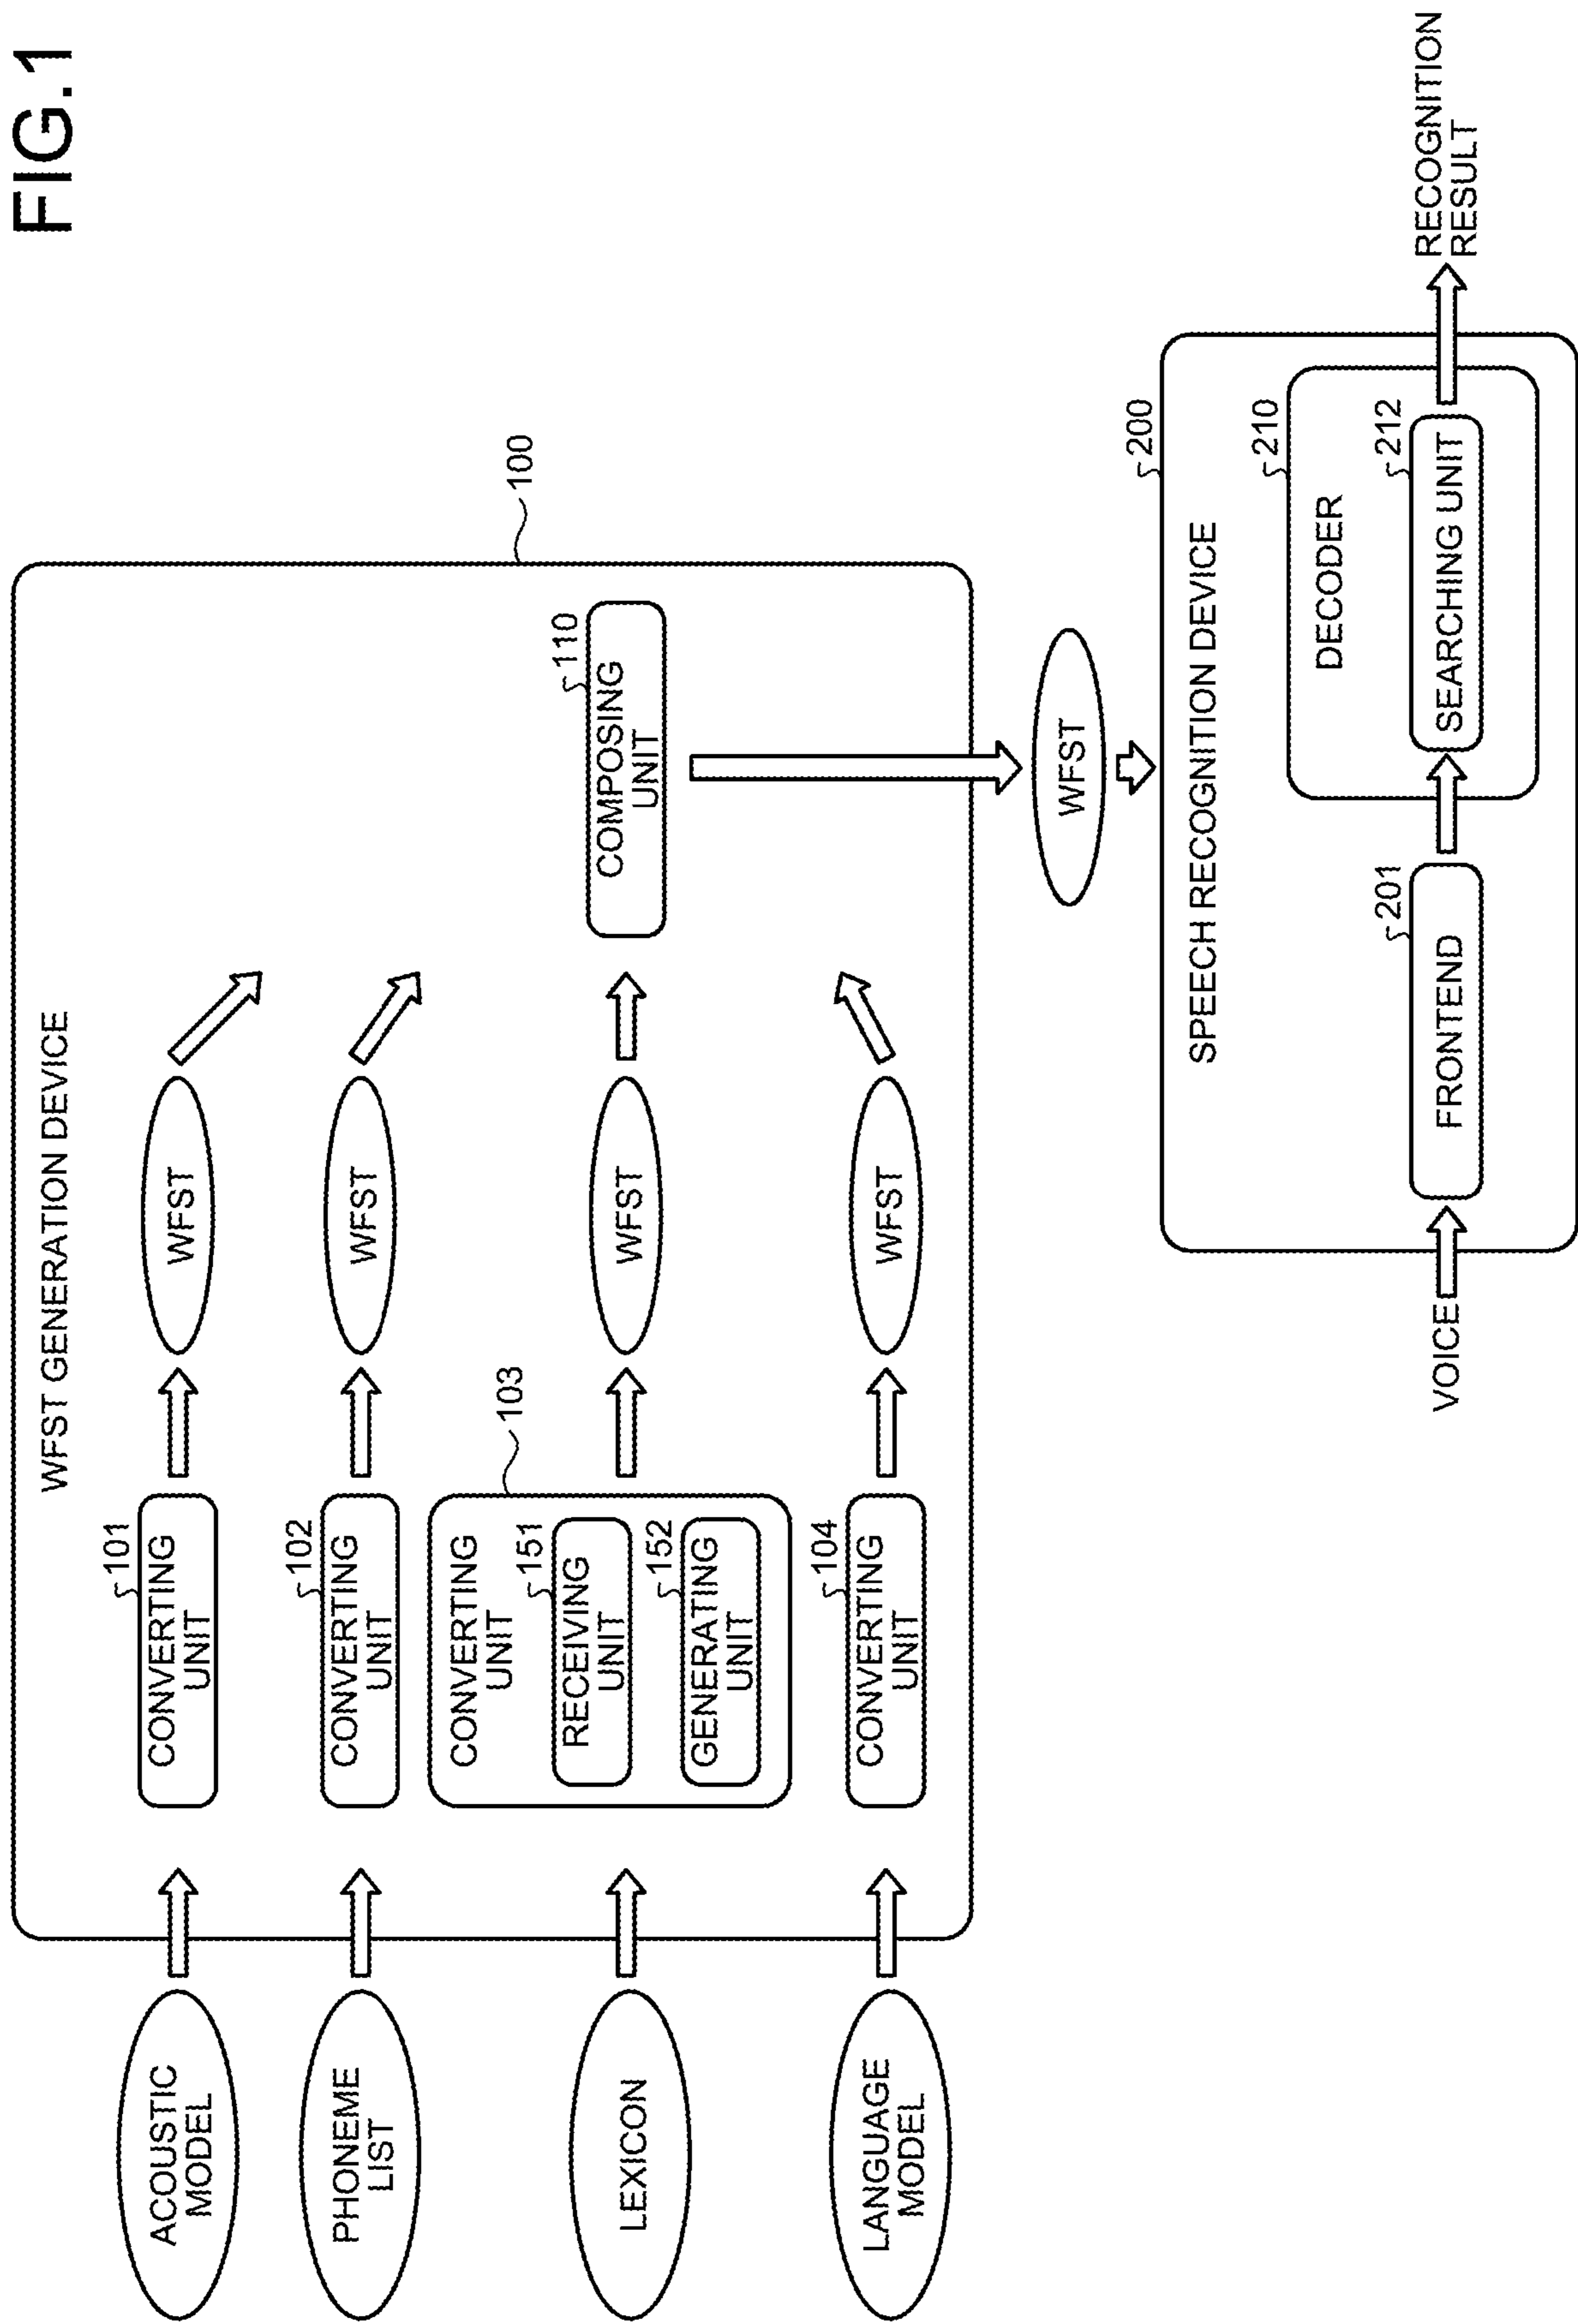 FIG.1
WFST GENERATION DEVICE
100
ACOUSTIC
MODEL
101
CONVERTING
UNIT
WFST
PHONEME
LIST
102
CONVERTING
UNIT
WFST
LEXICON
103
CONVERTING
UNIT
151
RECEIVING
UNIT
152
GENERATING
UNIT
WFST
110
COMPOSING
UNIT
LANGUAGE
MODEL
104
CONVERTING
UNIT
WFST
WFST
200
SPEECH RECOGNITION DEVICE
210
DECODER
VOICE
201
FRONTEND
212
SEARCHING UNIT
RECOGNITION
RESULT